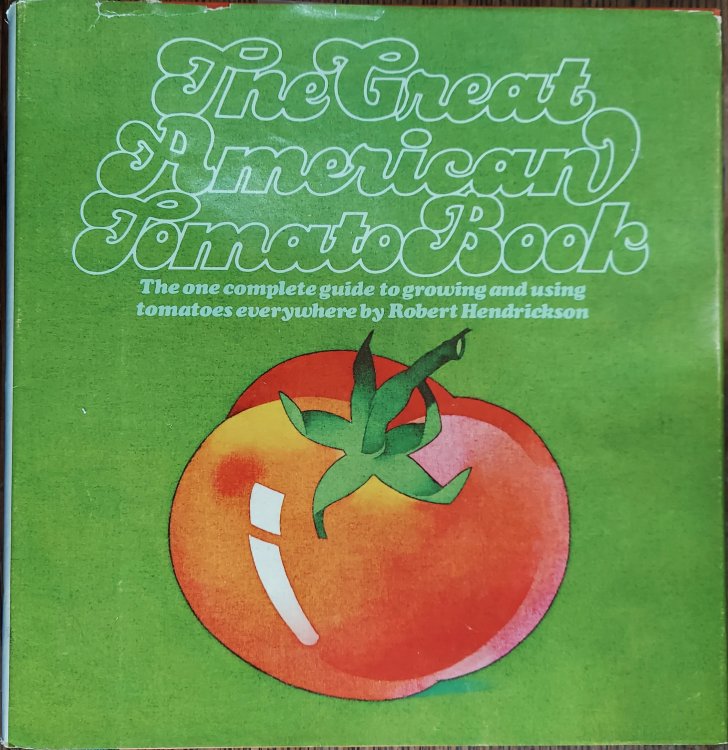 The Great
American
Tomato Book
The one complete guide to growing and using
tomatoes everywhere by Robert Hendrickson